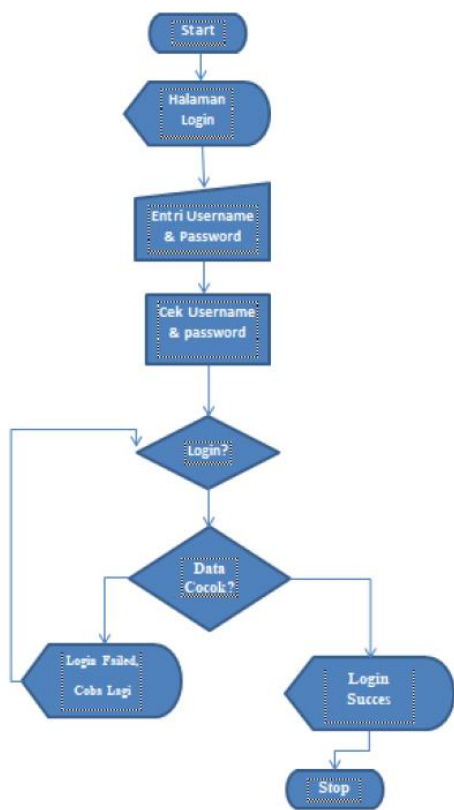 Start
Halaman
Login
Entri Username
& Password
Cek Username
& password
Login?
Data
Cocok?
Login Failed,
Coba Lagi
Login
Succes
Stop